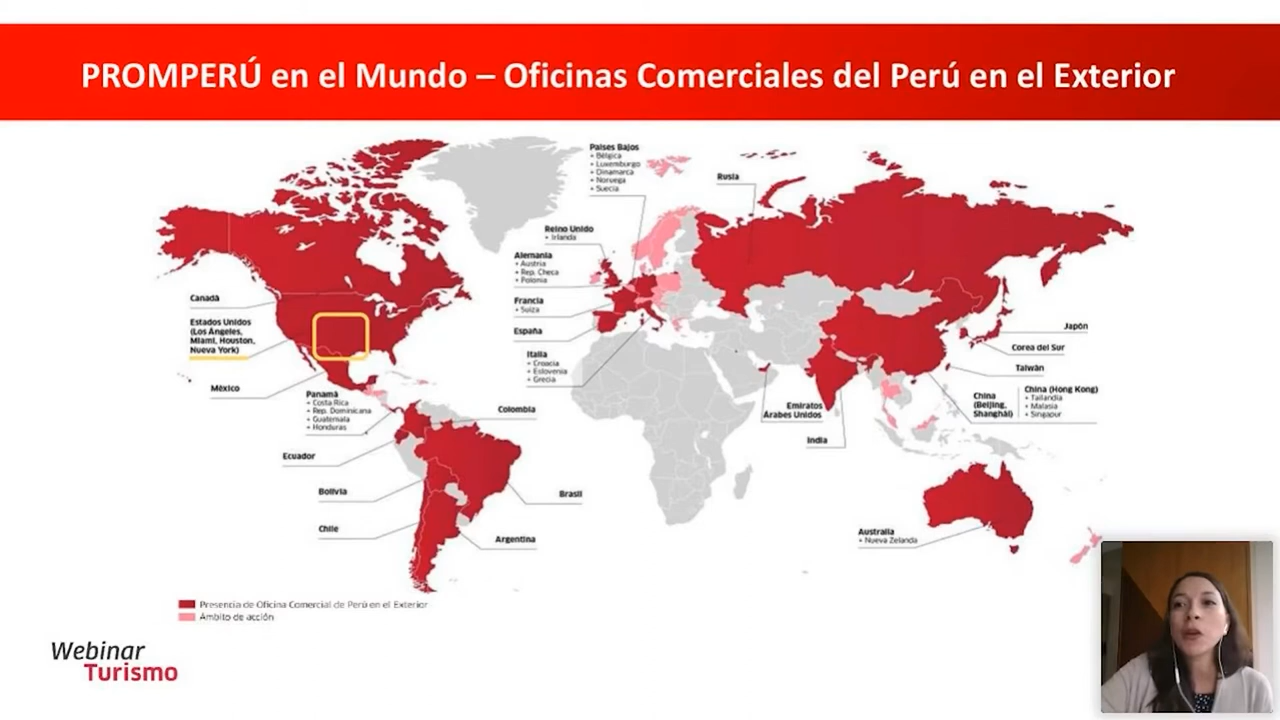 PROMPERÚ en el Mundo – Oficinas Comerciales del Perú en el Exterior
Países Bajos
+ Bélgica
+ Luxemburgo
+ Dinamarca
+ Noruega
+ Suecia
Rusia
Reino Unido
+ Irlanda
Alemania
+ Austria
+ Rep. Checa
+ Polonia
Francia
+ Suiza
España
Italia
+ Croacia
+ Eslovenia
+ Grecia
Canadá
Estados Unidos
(Los Ángeles,
Miami, Houston,
Nueva York)
México
Panamá
+ Costa Rica
+ Rep. Dominicana
+ Guatemala
+ Honduras
Colombia
Ecuador
Bolivia
Chile
Brasil
Argentina
Emiratos
Árabes Unidos
India
Japón
Corea del Sur
Taiwán
China
(Beijing,
Shanghái)
China (Hong Kong)
+ Tailandia
+ Malasia
+ Singapur
Australia
+ Nueva Zelanda
Presencia de Oficina Comercial de Perú en el Exterior
Ámbito de acción
Webinar
Turismo